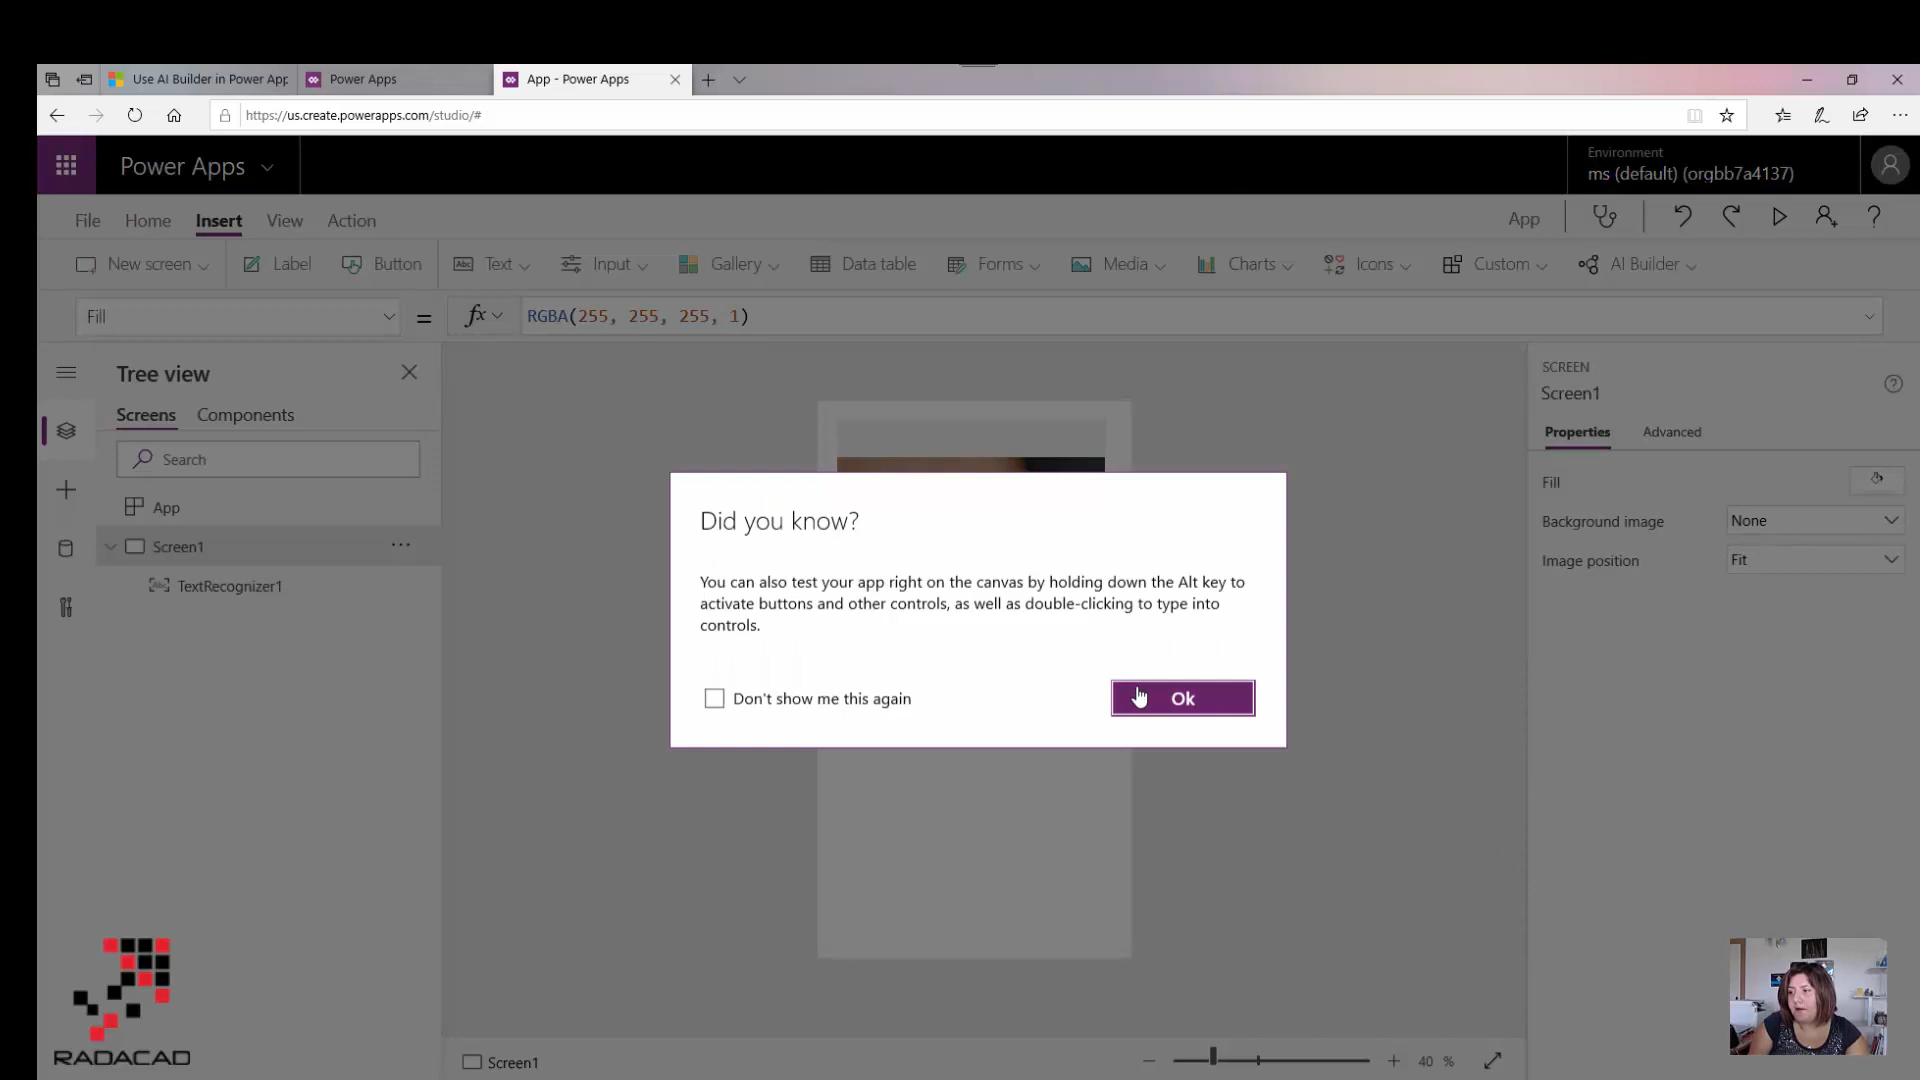 Use AI Builder in Power App
Power Apps
App - Power Apps
https://us.create.powerapps.com/studio/#
Power Apps
Environment
ms (default) (orgbb7a4137)
File Home Insert View Action App
New screen Label Button Text Input Gallery Data table Forms Media Charts Icons Custom AI Builder
Fill = fx RGBA(255, 255, 255, 1)
Tree view
Screens Components
Search
App
Screen1
TextRecognizer1
SCREEN
Screen1
Properties Advanced
Fill
Background image None
Image position Fit
Did you know?
You can also test your app right on the canvas by holding down the Alt key to
activate buttons and other controls, as well as double-clicking to type into
controls.
Don't show me this again
Ok
RADACAD
Screen1
40 %